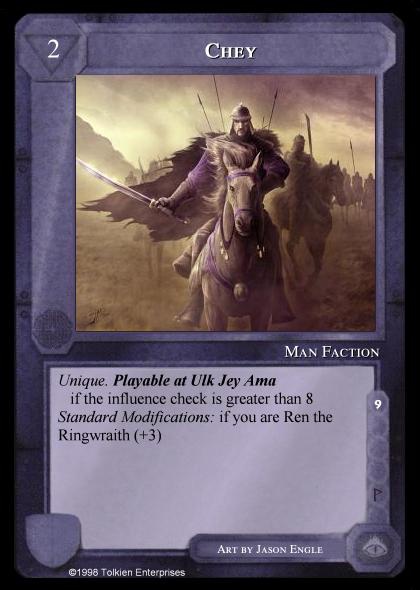 2
CHEY
MAN FACTION
Unique. Playable at Ulk Jey Ama
if the influence check is greater than 8
Standard Modifications: if you are Ren the
Ringwraith (+3)
9
ᚹ
ART BY JASON ENGLE
©1998 Tolkien Enterprises